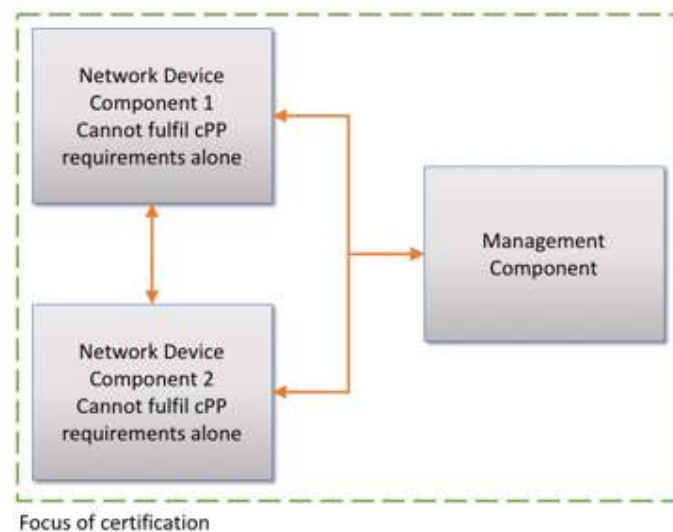 Network Device
Component 1
Cannot fulfil cPP
requirements alone
Management
Component
Network Device
Component 2
Cannot fulfil cPP
requirements alone
Focus of certification